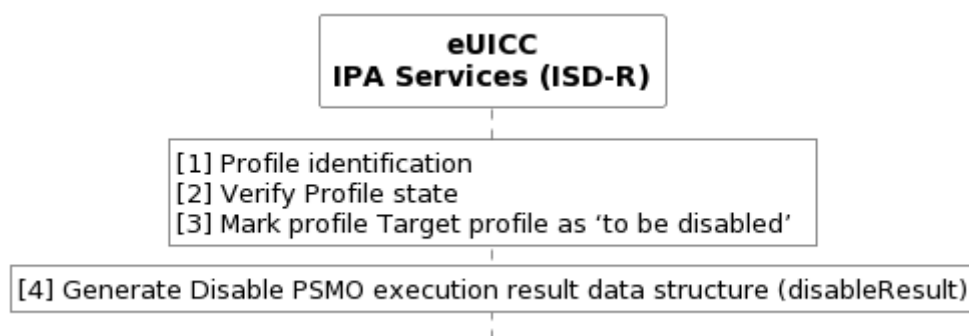 eUICC
IPA Services (ISD-R)
[1] Profile identification
[2] Verify Profile state
[3] Mark profile Target profile as ‘to be disabled’
[4] Generate Disable PSMO execution result data structure (disableResult)